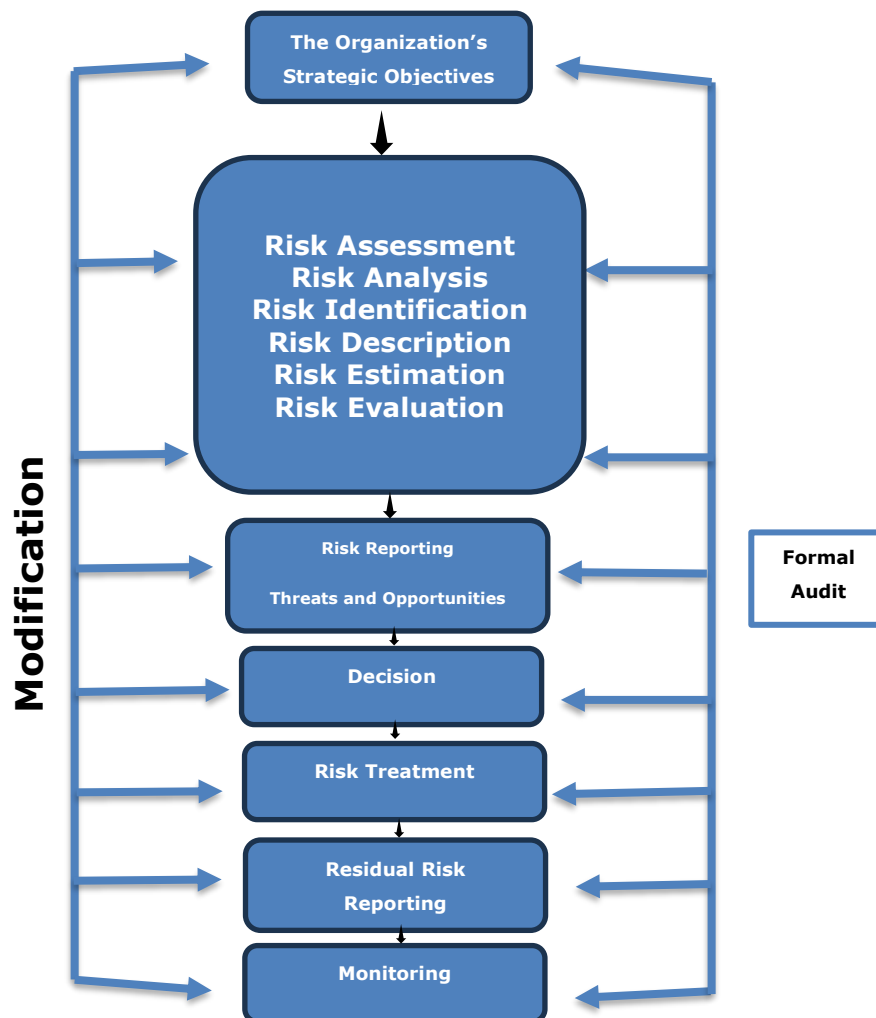 The Organization’s
Strategic Objectives
Risk Assessment
Risk Analysis
Risk Identification
Risk Description
Risk Estimation
Risk Evaluation
Modification
Risk Reporting
Threats and Opportunities
Formal
Audit
Decision
Risk Treatment
Residual Risk
Reporting
Monitoring